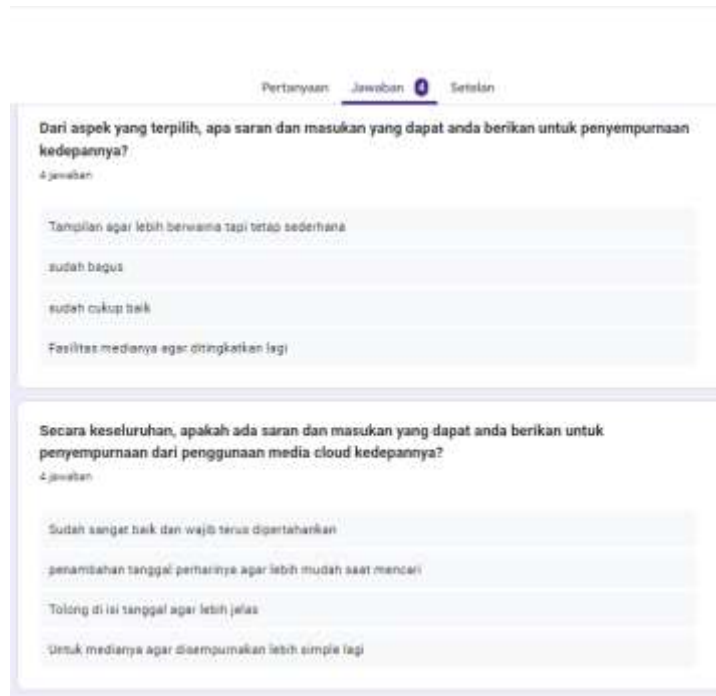 Pertanyaan Jawaban 4 Setelan
Dari aspek yang terpilih, apa saran dan masukan yang dapat anda berikan untuk penyempurnaan
kedepannya?
4 jawaban
Tampilan agar lebih berwarna tapi tetap sederhana
sudah bagus
sudah cukup baik
Fasilitas medianya agar ditingkatkan lagi
Secara keseluruhan, apakah ada saran dan masukan yang dapat anda berikan untuk
penyempurnaan dari penggunaan media cloud kedepannya?
4 jawaban
Sudah sangat baik dan wajib terus dipertahankan
penambahan tanggal perharinya agar lebih mudah saat mencari
Tolong di isi tanggal agar lebih jelas
Untuk medianya agar disempurnakan lebih simple lagi